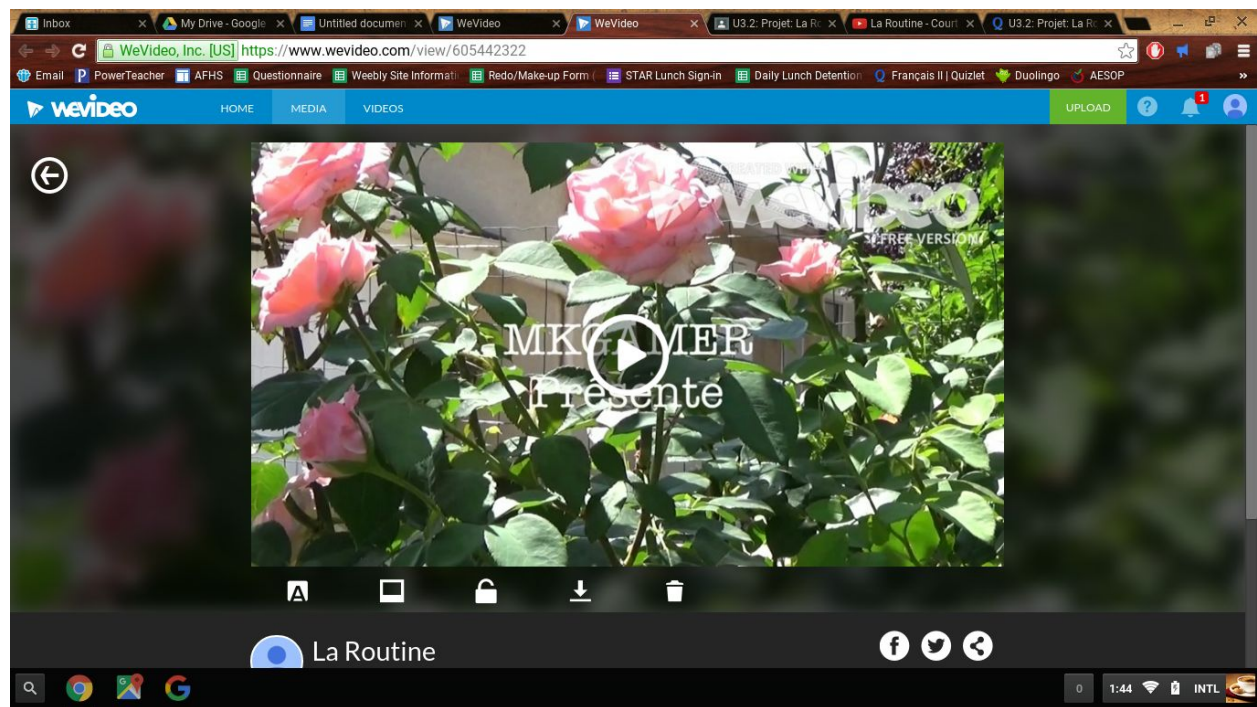 Inbox
My Drive - Google
Untitled documen
WeVideo
WeVideo
U3.2: Projet: La Ro
La Routine - Court
U3.2: Projet: La Ro
WeVideo, Inc. [US] https://www.wevideo.com/view/605442322
Email PowerTeacher AFHS Questionnaire Weebly Site Informati Redo/Make-up Form ( STAR Lunch Sign-in Daily Lunch Detention Français II | Quizlet Duolingo AESOP »
WeVideo HOME MEDIA VIDEOS UPLOAD ? 1
CREATED WITH
WeVideo
FREE VERSION
MKGAMER
Présente
A
La Routine
0 1:44 INTL